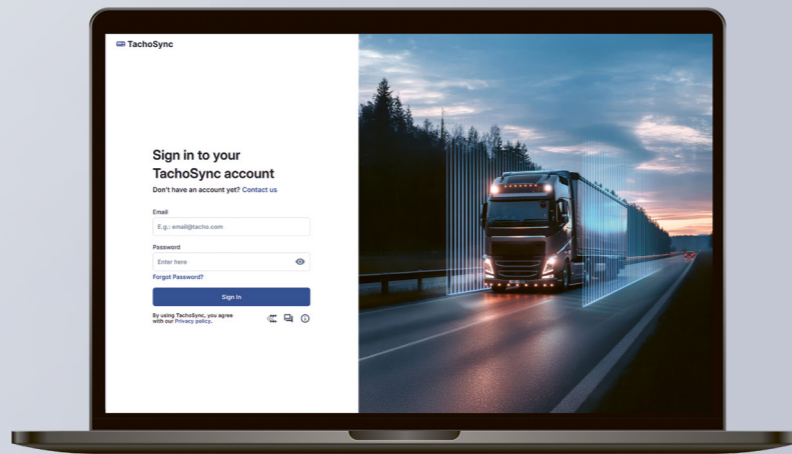 TachoSync
Sign in to your
TachoSync account
Don't have an account yet? Contact us
Email
E.g.: email@tacho.com
Password
Enter here
Forgot Password?
Sign In
By using TachoSync, you agree
with our Privacy policy.